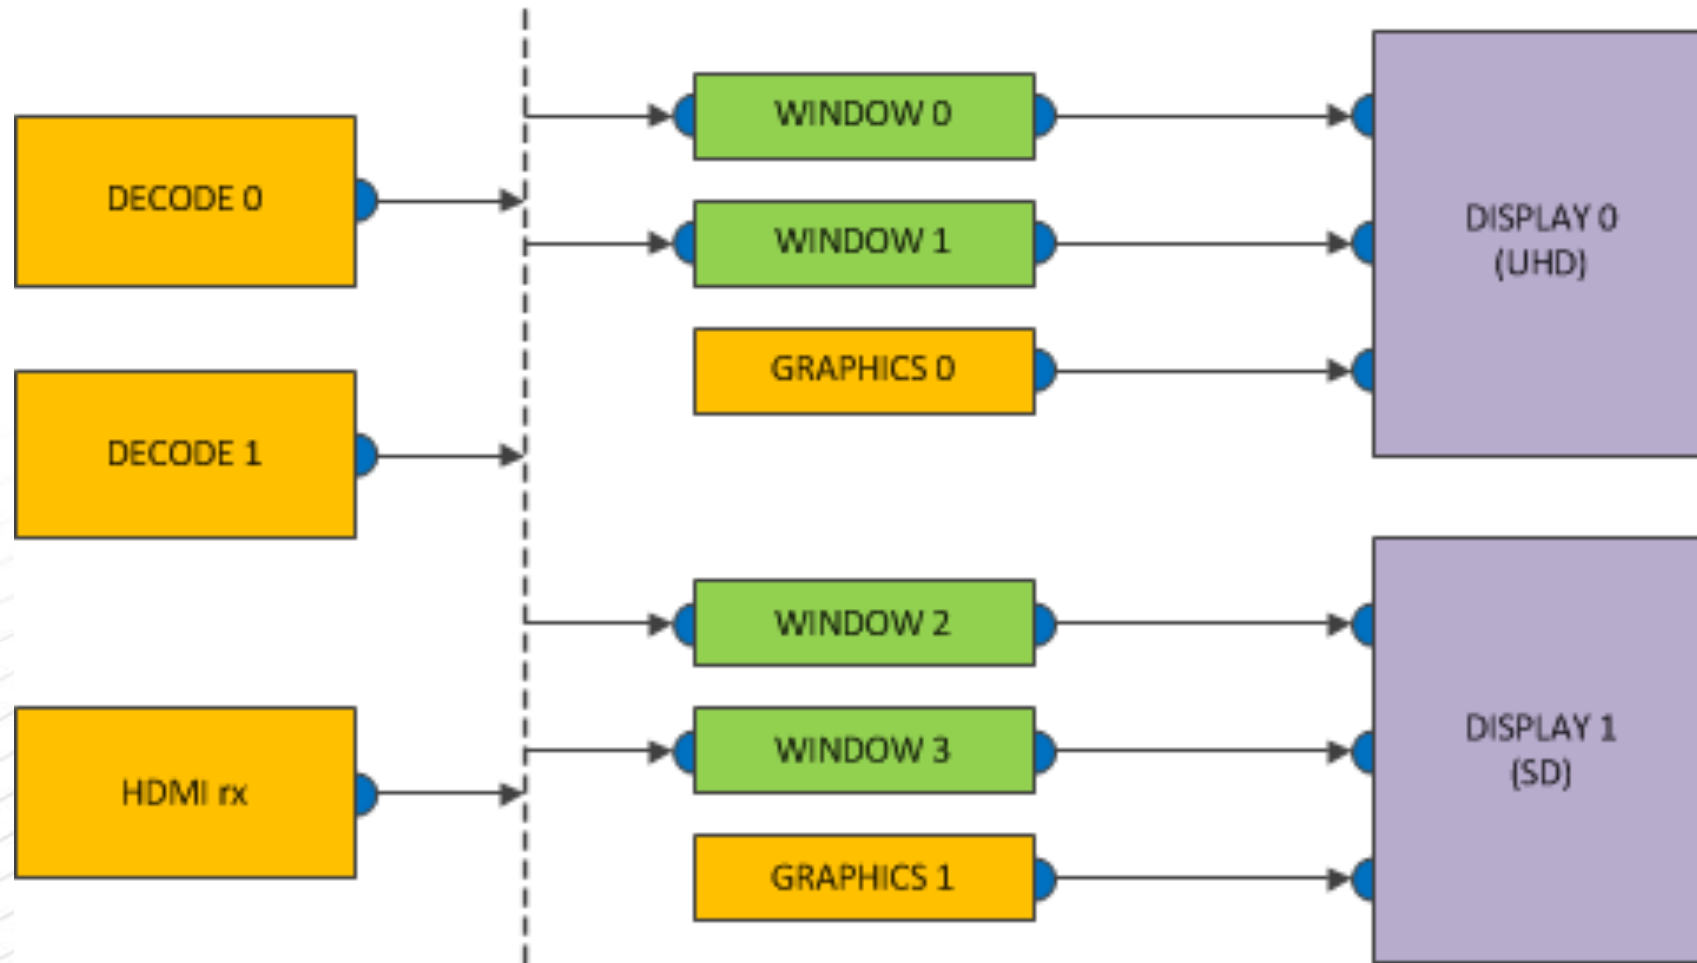 DECODE 0
DECODE 1
HDMI rx
WINDOW 0
WINDOW 1
GRAPHICS 0
WINDOW 2
WINDOW 3
GRAPHICS 1
DISPLAY 0
(UHD)
DISPLAY 1
(SD)